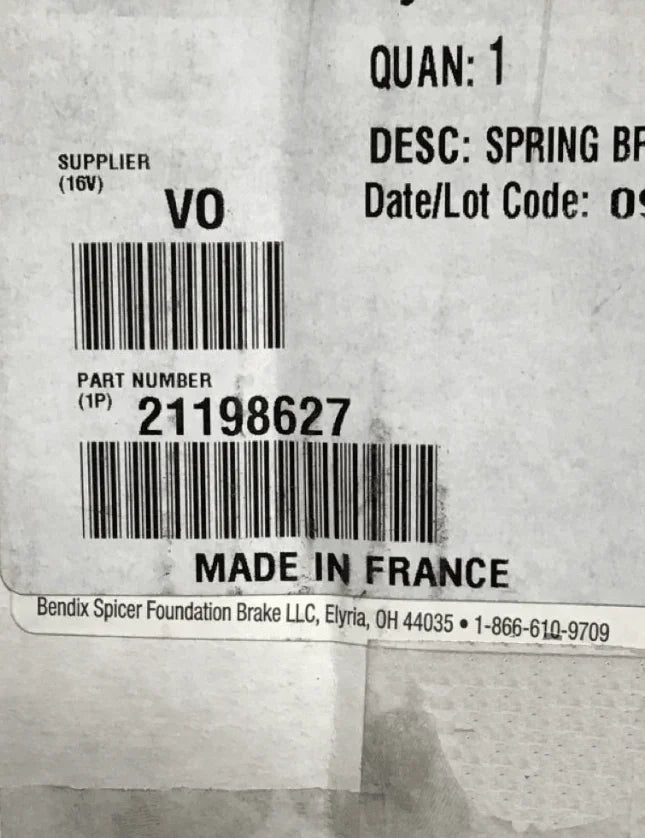 QUAN: 1
DESC: SPRING
Date/Lot Code:
SUPPLIER
(16V)
VO
PART NUMBER
(1P) 21198627
MADE IN FRANCE
Bendix Spicer Foundation Brake LLC, Elyria, OH 44035 • 1-866-610-9709